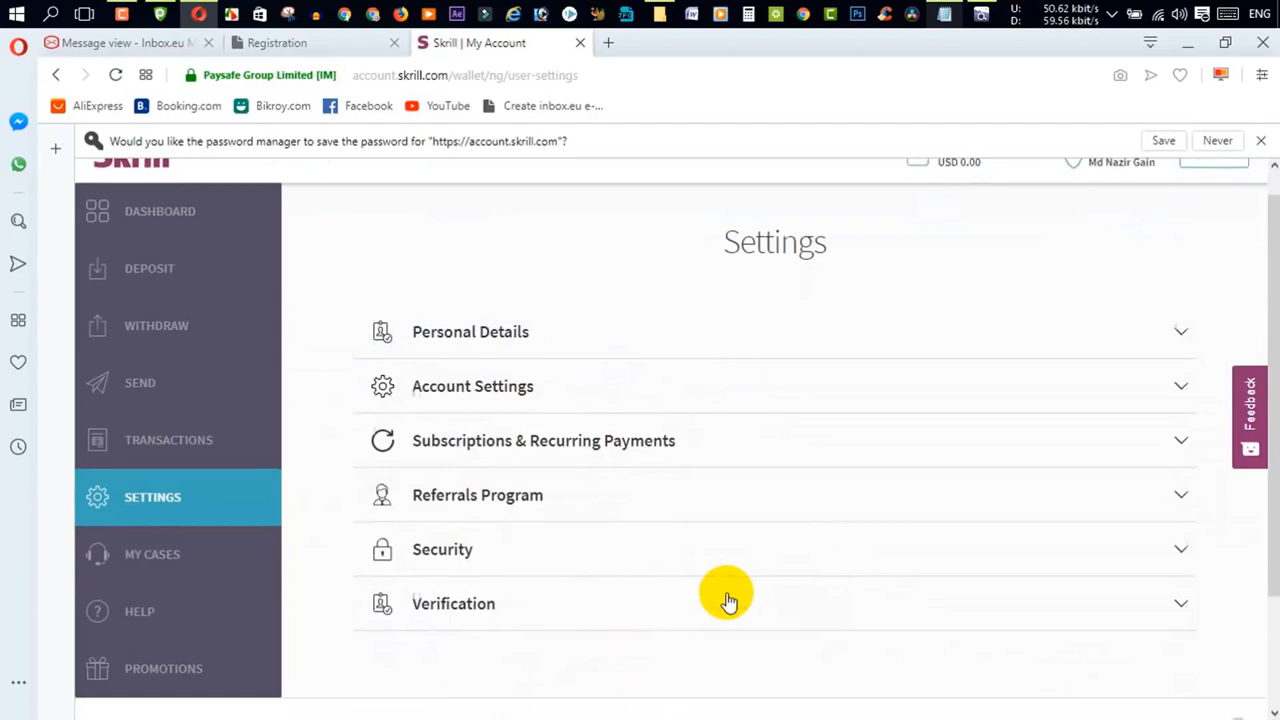 50.62 kbit/s
U:
D:
59.56 kbit/s
ENG
Message view - Inbox.eu M
Registration
Skrill | My Account
Paysafe Group Limited [IM]
account.skrill.com/wallet/ng/user-settings
AliExpress
Booking.com
Bikroy.com
Facebook
YouTube
Create inbox.eu e-...
Would you like the password manager to save the password for "https://account.skrill.com"?
Save
Never
Skrill
USD 0.00
Md Nazir Gain
DASHBOARD
DEPOSIT
WITHDRAW
SEND
TRANSACTIONS
SETTINGS
MY CASES
HELP
PROMOTIONS
Settings
Personal Details
Account Settings
Subscriptions & Recurring Payments
Referrals Program
Security
Verification
Feedback